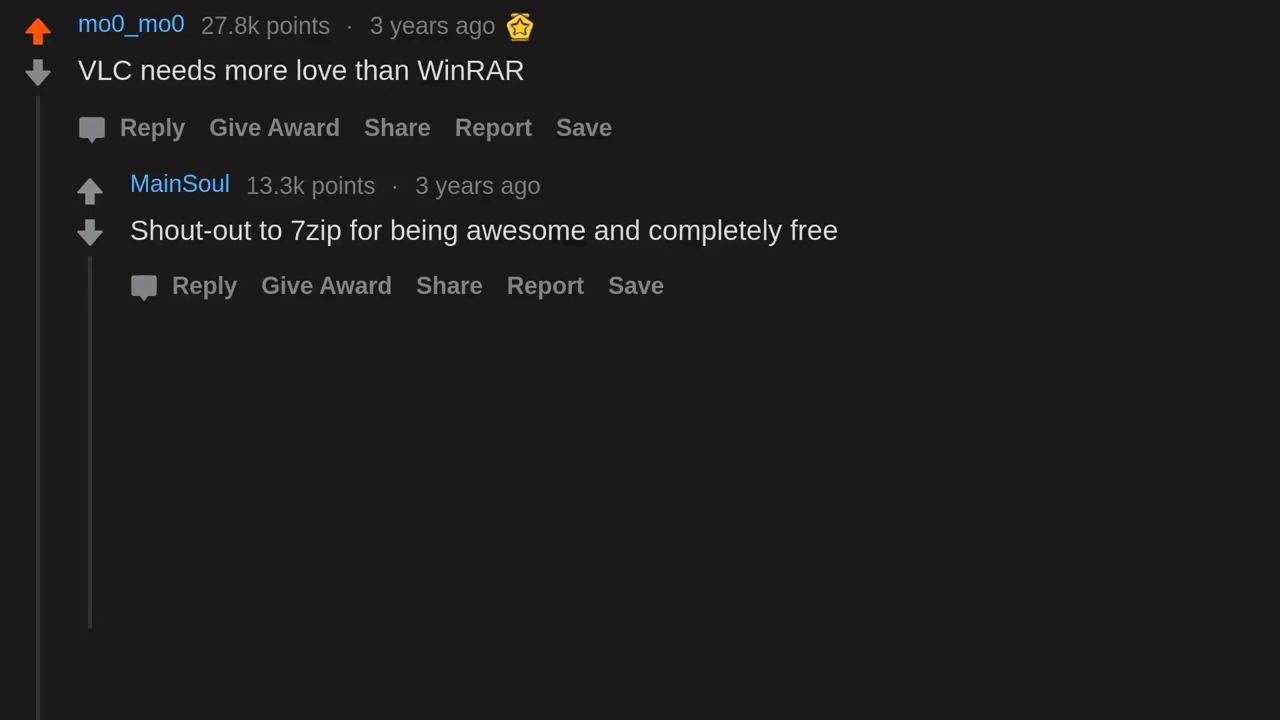 mo0_mo0 27.8k points · 3 years ago
VLC needs more love than WinRAR
Reply Give Award Share Report Save
MainSoul 13.3k points · 3 years ago
Shout-out to 7zip for being awesome and completely free
Reply Give Award Share Report Save